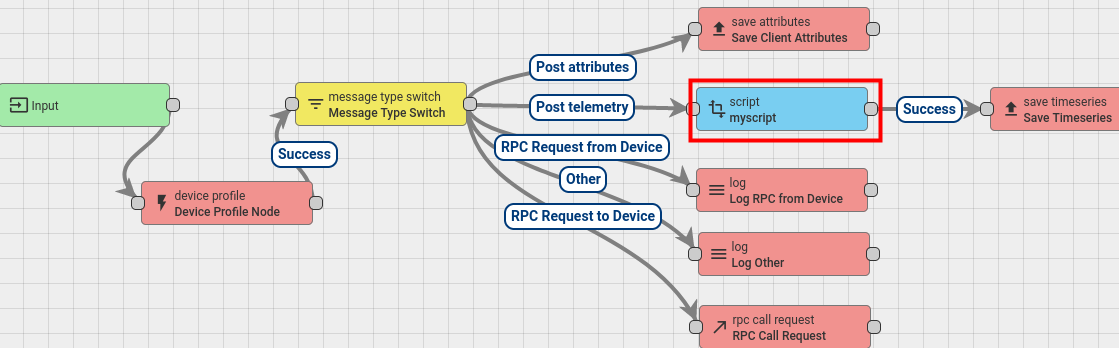 save attributes
Save Client Attributes
Post attributes
Input
message type switch
Message Type Switch
Post telemetry
script
myscript
Success
save timeseries
Save Timeseries
Success
RPC Request from Device
Other
device profile
Device Profile Node
log
Log RPC from Device
RPC Request to Device
log
Log Other
rpc call request
RPC Call Request